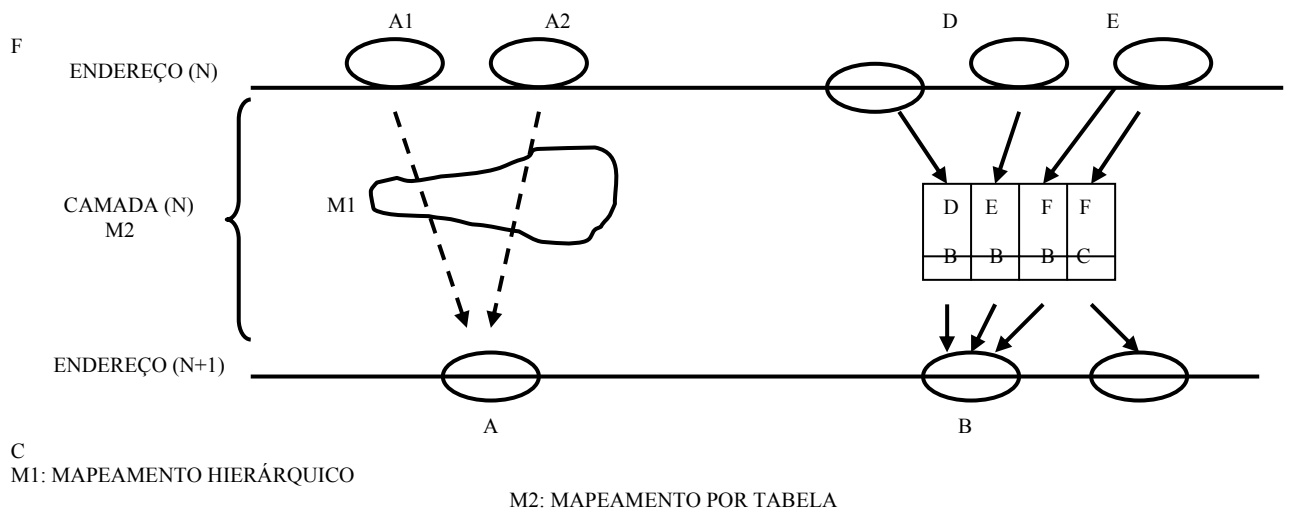 A1 A2 D E
F
ENDEREÇO (N)
CAMADA (N) M1
M2
D E F F
B B B C
ENDEREÇO (N+1)
A B
C
M1: MAPEAMENTO HIERÁRQUICO
M2: MAPEAMENTO POR TABELA